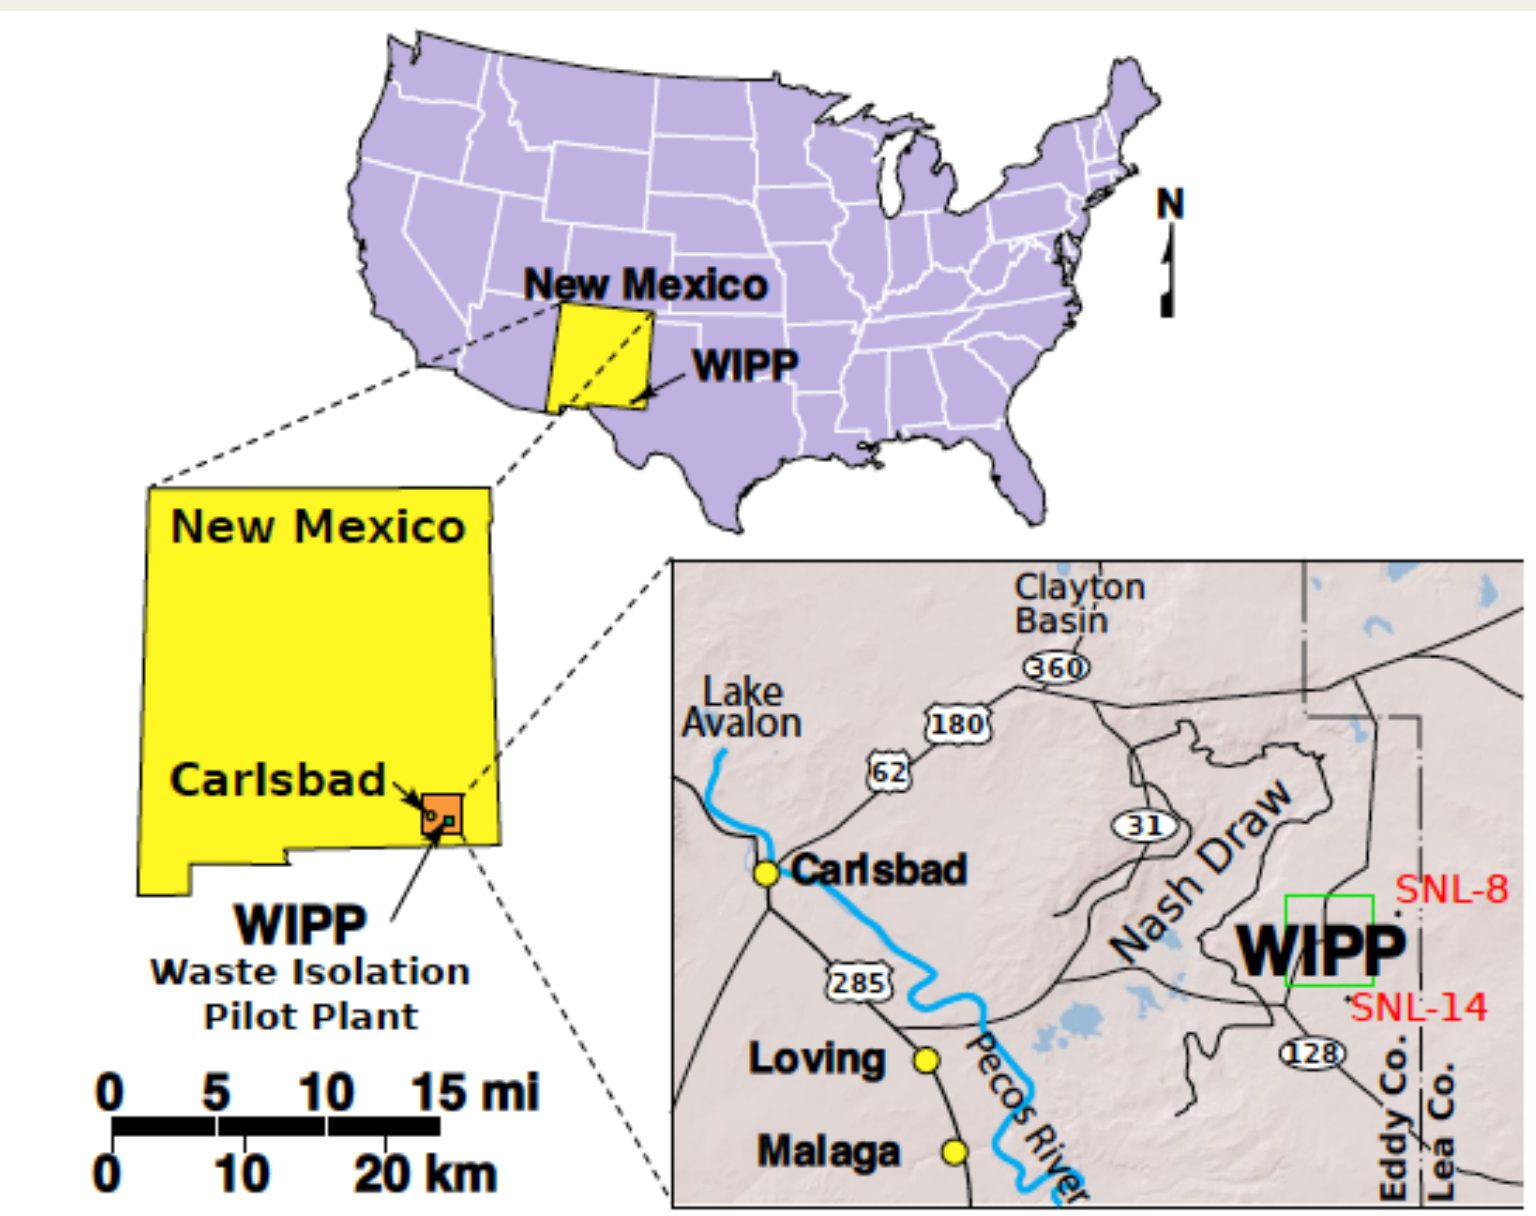 N
New Mexico
WIPP
New Mexico
Carlsbad
WIPP
Waste Isolation
Pilot Plant
0 5 10 15 mi
0 10 20 km
Clayton
Basin
360
Lake
Avalon
180
62
31
Nash Draw
Carlsbad
SNL-8
WIPP
285
SNL-14
Loving
Pecos River
128
Malaga
Eddy Co.
Lea Co.